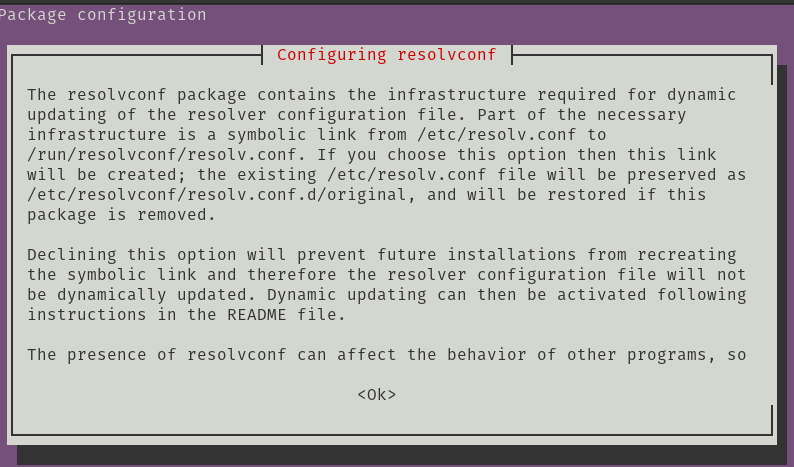 Package configuration
Configuring resolvconf
The resolvconf package contains the infrastructure required for dynamic
updating of the resolver configuration file. Part of the necessary
infrastructure is a symbolic link from /etc/resolv.conf to
/run/resolvconf/resolv.conf. If you choose this option then this link
will be created; the existing /etc/resolv.conf file will be preserved as
/etc/resolvconf/resolv.conf.d/original, and will be restored if this
package is removed.
Declining this option will prevent future installations from recreating
the symbolic link and therefore the resolver configuration file will not
be dynamically updated. Dynamic updating can then be activated following
instructions in the README file.
The presence of resolvconf can affect the behavior of other programs, so
<Ok>